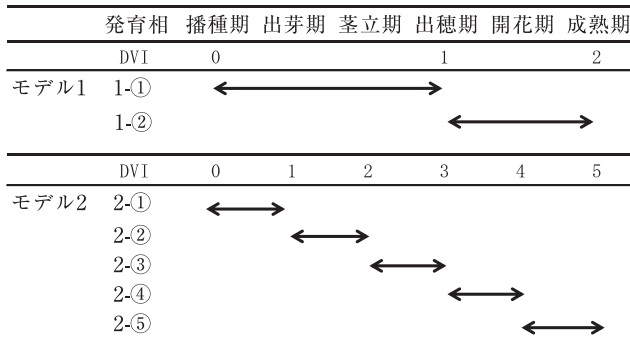 発育相 播種期 出芽期 茎立期 出穂期 開花期 成熟期
DVI 0 1 2
モデル1 1-①
1-②
DVI 0 1 2 3 4 5
モデル2 2-①
2-②
2-③
2-④
2-⑤